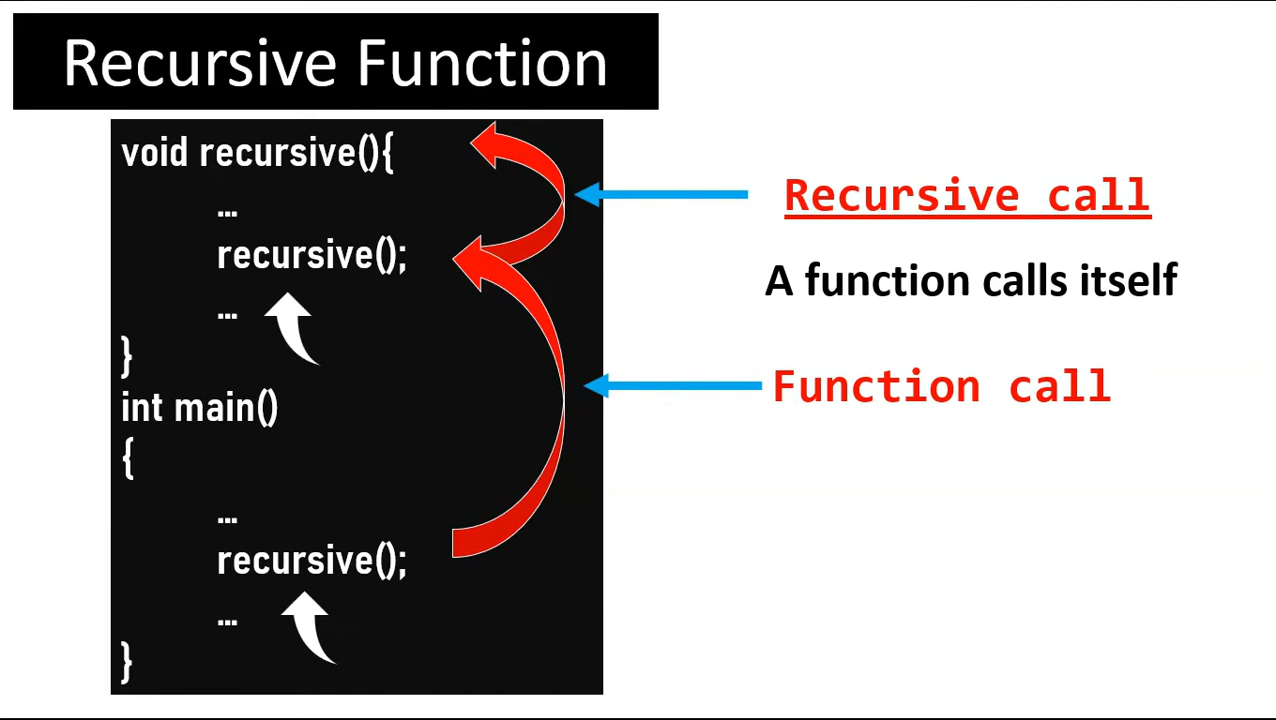 Recursive Function
void recursive(){
...
recursive();
...
}
int main()
{
...
recursive();
...
}
Recursive call
A function calls itself
Function call